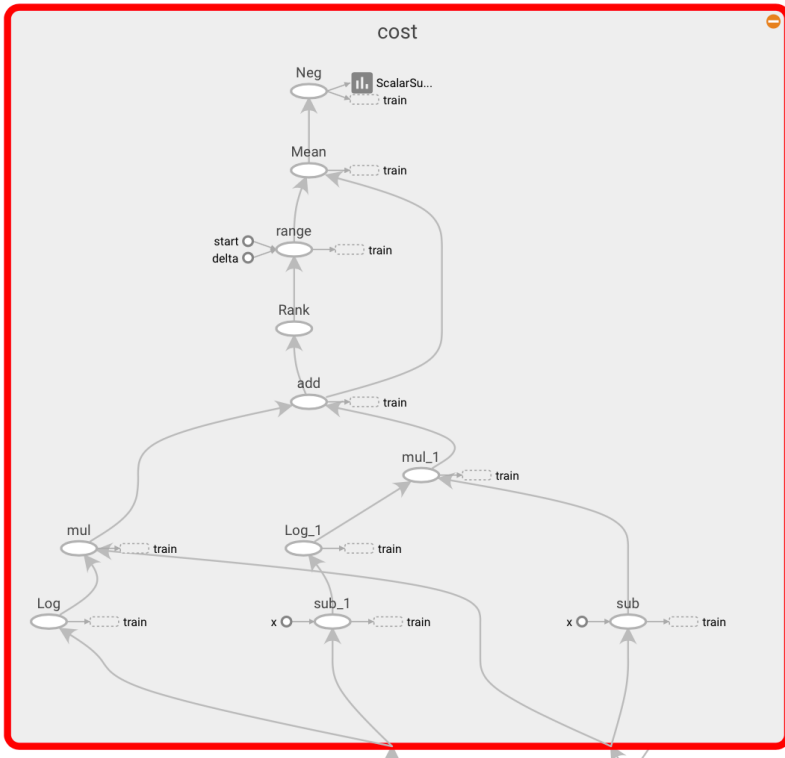 cost
Neg
ScalarSu...
train
Mean
train
range
start
delta
train
Rank
add
train
mul_1
train
mul
train
Log_1
train
Log
train
sub_1
x
train
sub
x
train